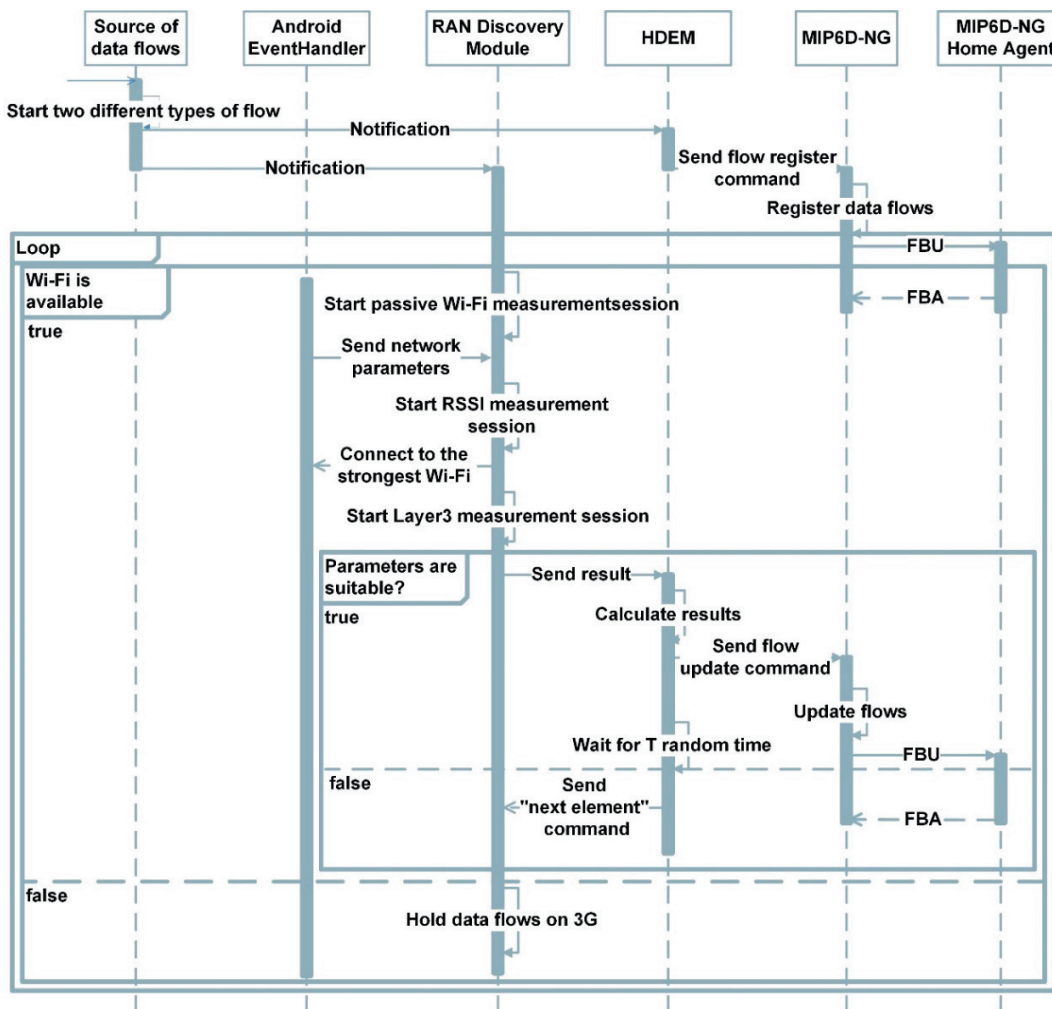 Source of
data flows
Android
EventHandler
RAN Discovery
Module
HDEM
MIP6D-NG
MIP6D-NG
Home Agent
Start two different types of flow
Notification
Notification
Send flow register
command
Register data flows
Loop
FBU
Wi-Fi is
available
FBA
true
Start passive Wi-Fi measurementsession
Send network
parameters
Start RSSI measurement
session
Connect to the
strongest Wi-Fi
Start Layer3 measurement session
Parameters are
suitable?
Send result
true
Calculate results
Send flow
update command
Update flows
Wait for T random time
FBU
false
Send
"next element"
command
FBA
false
Hold data flows on 3G